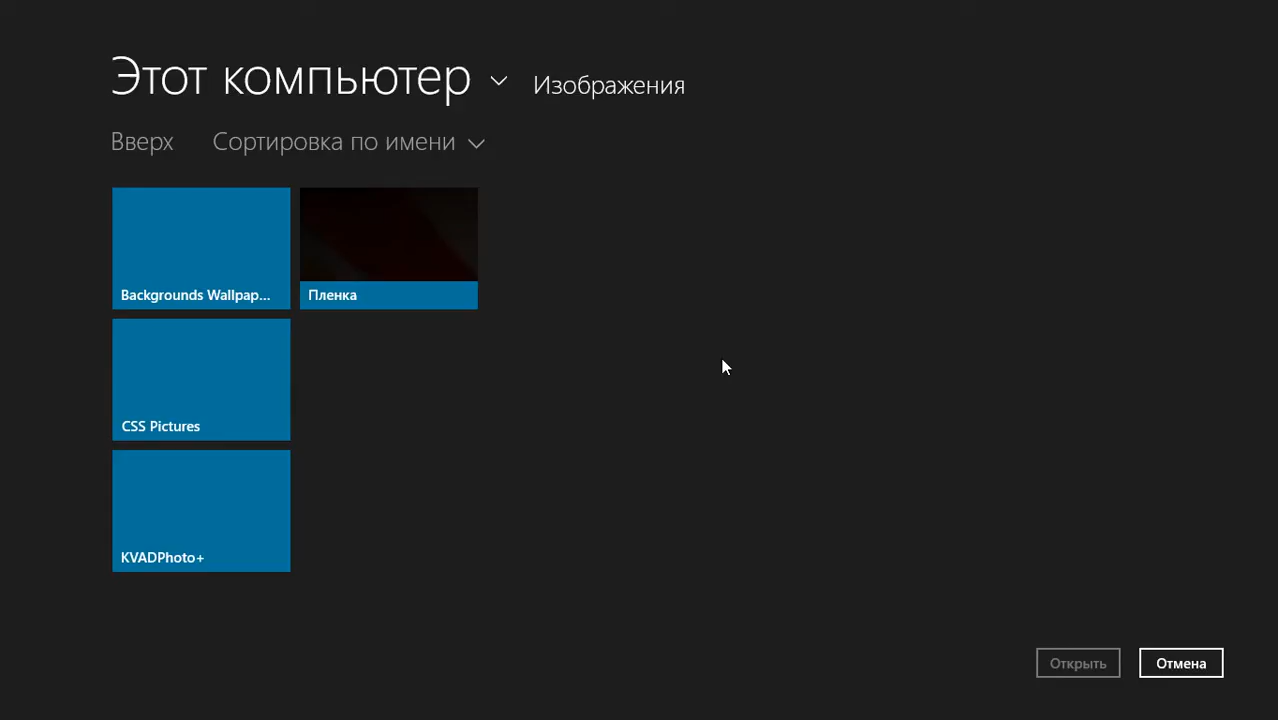 Этот компьютер Изображения
Вверх Сортировка по имени
Backgrounds Wallpap...
Пленка
CSS Pictures
KVADPhoto+
Открыть Отмена